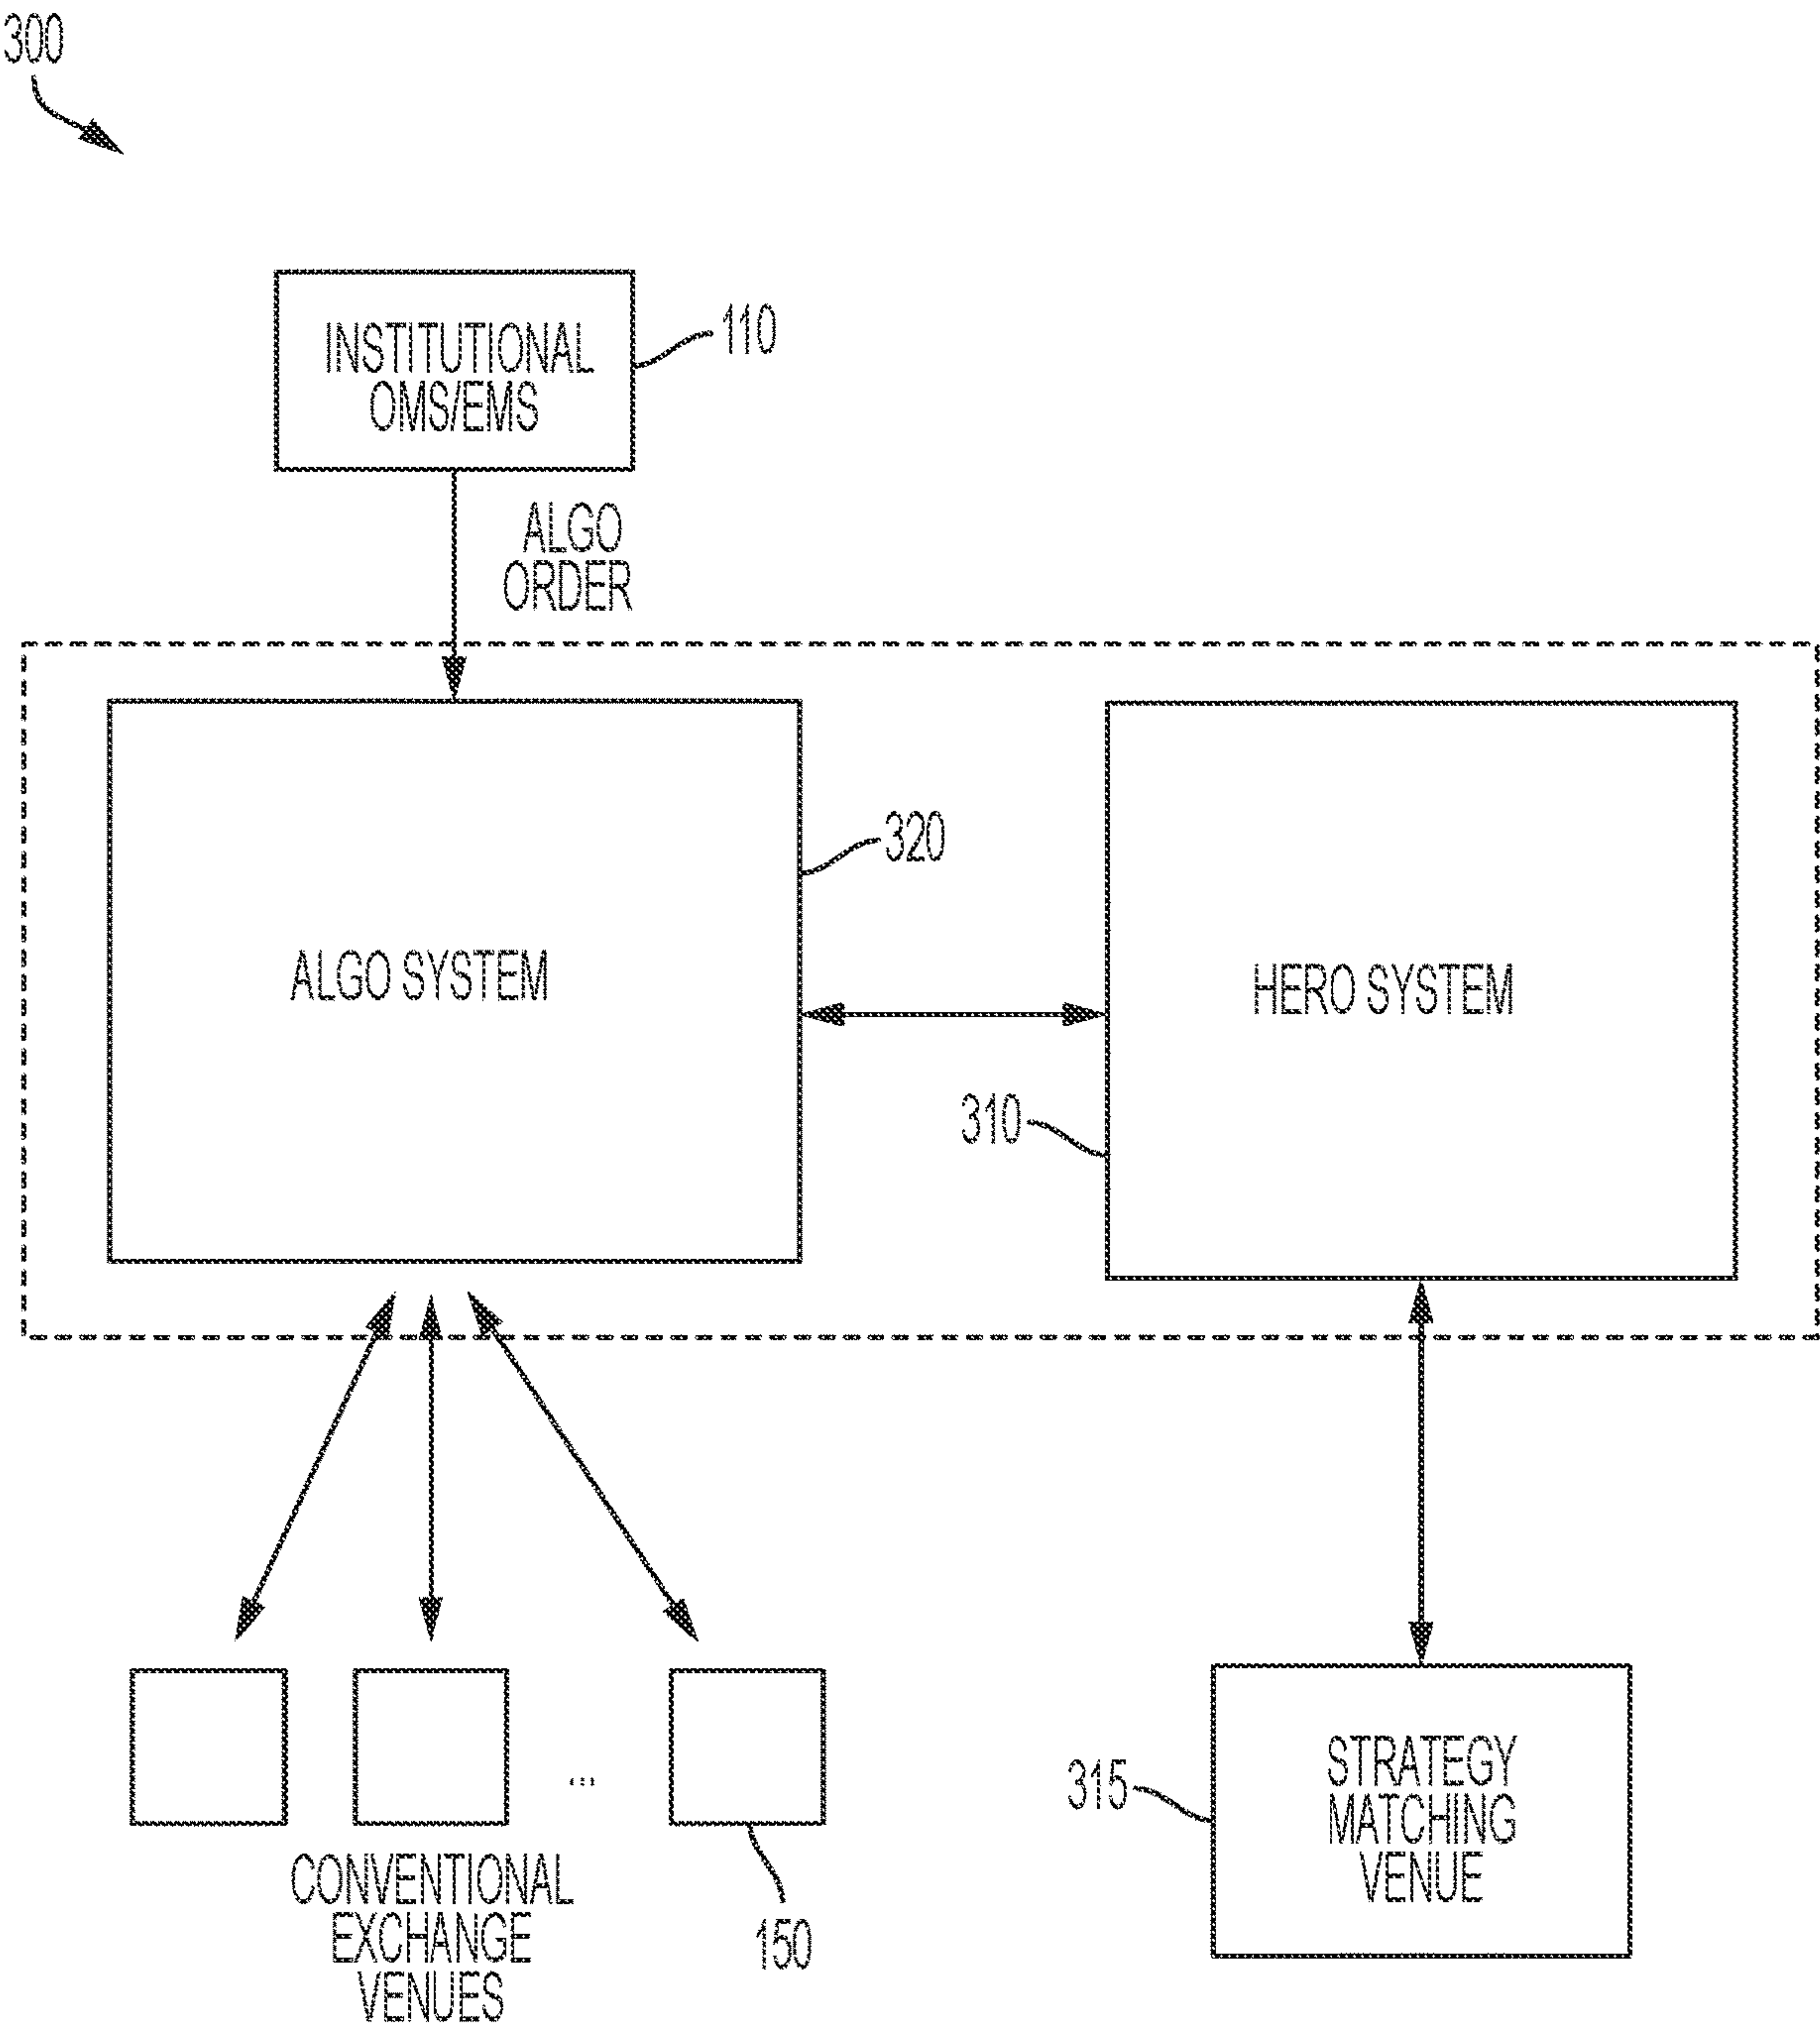 300
INSTITUTIONAL
OMS/EMS
110
ALGO
ORDER
320
ALGO SYSTEM
HERO SYSTEM
310
...
315
STRATEGY
MATCHING
VENUE
CONVENTIONAL
EXCHANGE
VENUES
150